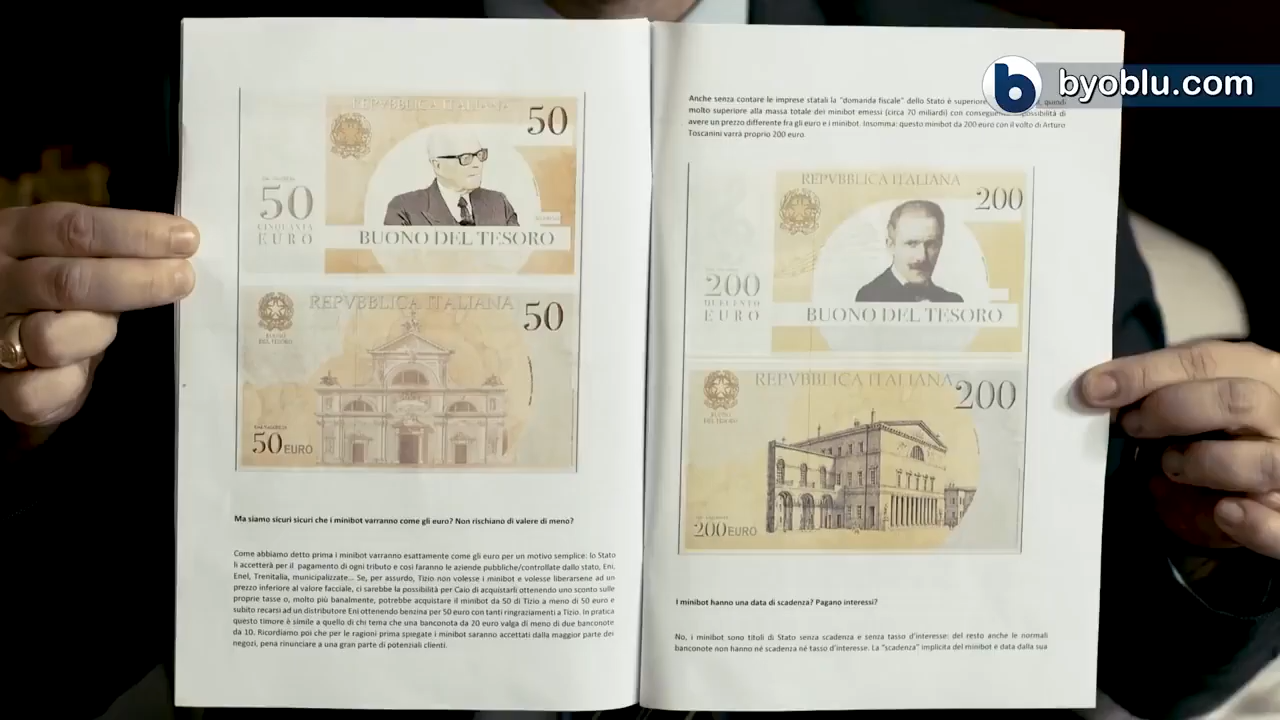 byoblu.com
REPVBBLICA ITALIANA
50
50
CINQUANTA
EURO
BUONO DEL TESORO
REPVBBLICA ITALIANA
50
BUONO
DEL TESORO
50 EURO
Ma siamo sicuri sicuri che i minibot varranno come gli euro? Non rischiano di valere di meno?
Come abbiamo detto prima i minibot varranno esattamente come gli euro per un motivo semplice: lo Stato
li accetterà per il pagamento di ogni tributo e così faranno le aziende pubbliche/controllate dallo stato, Eni,
Enel, Trenitalia, municipalizzate... Se, per assurdo, Tizio non volesse i minibot e volesse liberarsene ad un
prezzo inferiore al valore facciale, ci sarebbe la possibilità per Caio di acquistarli ottenendo uno sconto sulle
proprie tasse o, molto più banalmente, potrebbe acquistare il minibot da 50 di Tizio a meno di 50 euro e
subito recarsi ad un distributore Eni ottenendo benzina per 50 euro con tanti ringraziamenti a Tizio. In pratica
questo timore è simile a quello di chi tema che una banconota da 20 euro valga di meno di due banconote
da 10. Ricordiamo poi che per le ragioni prima spiegate i minibot saranno accettati dalla maggior parte dei
negozi, pena rinunciare a una gran parte di potenziali clienti.
Anche senza contare le imprese statali la "domanda fiscale" dello Stato è superiore quindi
molto superiore alla massa totale dei minibot emessi (circa 70 miliardi) con di
avere un prezzo differente fra gli euro e i minibot. Insomma: questo minibot da 200 euro con il volto di Arturo
Toscanini varrà proprio 200 euro.
REPVBBLICA ITALIANA
200
200
DUECENTO
EURO
BUONO DEL TESORO
REPVBBLICA ITALIANA
200
BUONO
DEL TESORO
200 EURO
I minibot hanno una data di scadenza? Pagano interessi?
No, i minibot sono titoli di Stato senza scadenza e senza tasso d'interesse: del resto anche le normali
banconote non hanno né scadenza né tasso d'interesse. La "scadenza" implicita del minibot è data dalla sua